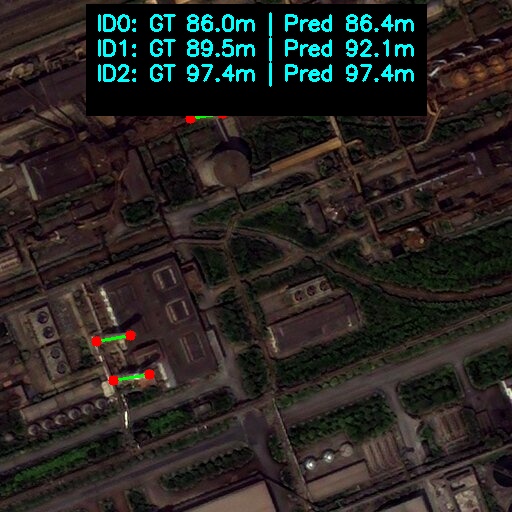 ID0: GT 86.0m | Pred 86.4m
ID1: GT 89.5m | Pred 92.1m
ID2: GT 97.4m | Pred 97.4m